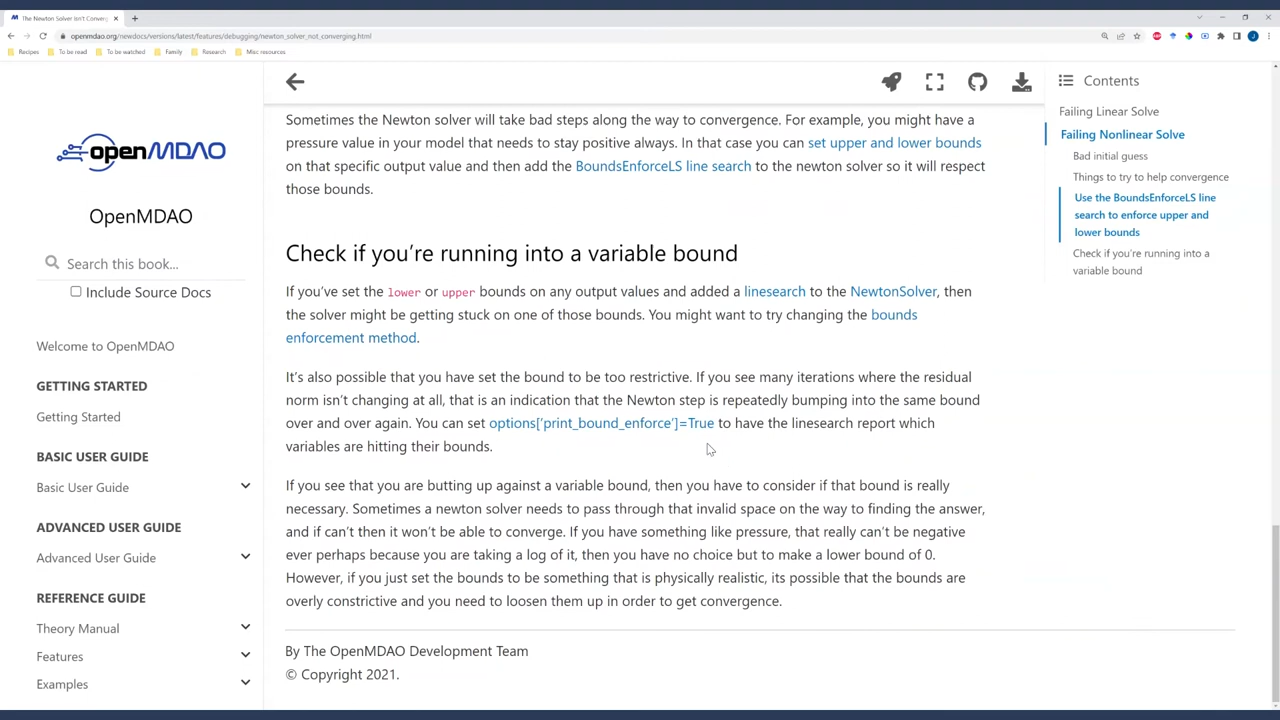 The Newton Solver Isn't Converg
openmdao.org/newdocs/versions/latest/features/debugging/newton_solver_not_converging.html
Recipes To be read To be watched Family Research Misc resources
openMDAO
OpenMDAO
Search this book...
Include Source Docs
Welcome to OpenMDAO
GETTING STARTED
Getting Started
BASIC USER GUIDE
Basic User Guide
ADVANCED USER GUIDE
Advanced User Guide
REFERENCE GUIDE
Theory Manual
Features
Examples
Sometimes the Newton solver will take bad steps along the way to convergence. For example, you might have a
pressure value in your model that needs to stay positive always. In that case you can set upper and lower bounds
on that specific output value and then add the BoundsEnforceLS line search to the newton solver so it will respect
those bounds.
Check if you're running into a variable bound
If you've set the lower or upper bounds on any output values and added a linesearch to the NewtonSolver, then
the solver might be getting stuck on one of those bounds. You might want to try changing the bounds
enforcement method.
It's also possible that you have set the bound to be too restrictive. If you see many iterations where the residual
norm isn't changing at all, that is an indication that the Newton step is repeatedly bumping into the same bound
over and over again. You can set options['print_bound_enforce']=True to have the linesearch report which
variables are hitting their bounds.
If you see that you are butting up against a variable bound, then you have to consider if that bound is really
necessary. Sometimes a newton solver needs to pass through that invalid space on the way to finding the answer,
and if can't then it won't be able to converge. If you have something like pressure, that really can't be negative
ever perhaps because you are taking a log of it, then you have no choice but to make a lower bound of 0.
However, if you just set the bounds to be something that is physically realistic, its possible that the bounds are
overly constrictive and you need to loosen them up in order to get convergence.
By The OpenMDAO Development Team
© Copyright 2021.
Contents
Failing Linear Solve
Failing Nonlinear Solve
Bad initial guess
Things to try to help convergence
Use the BoundsEnforceLS line
search to enforce upper and
lower bounds
Check if you're running into a
variable bound